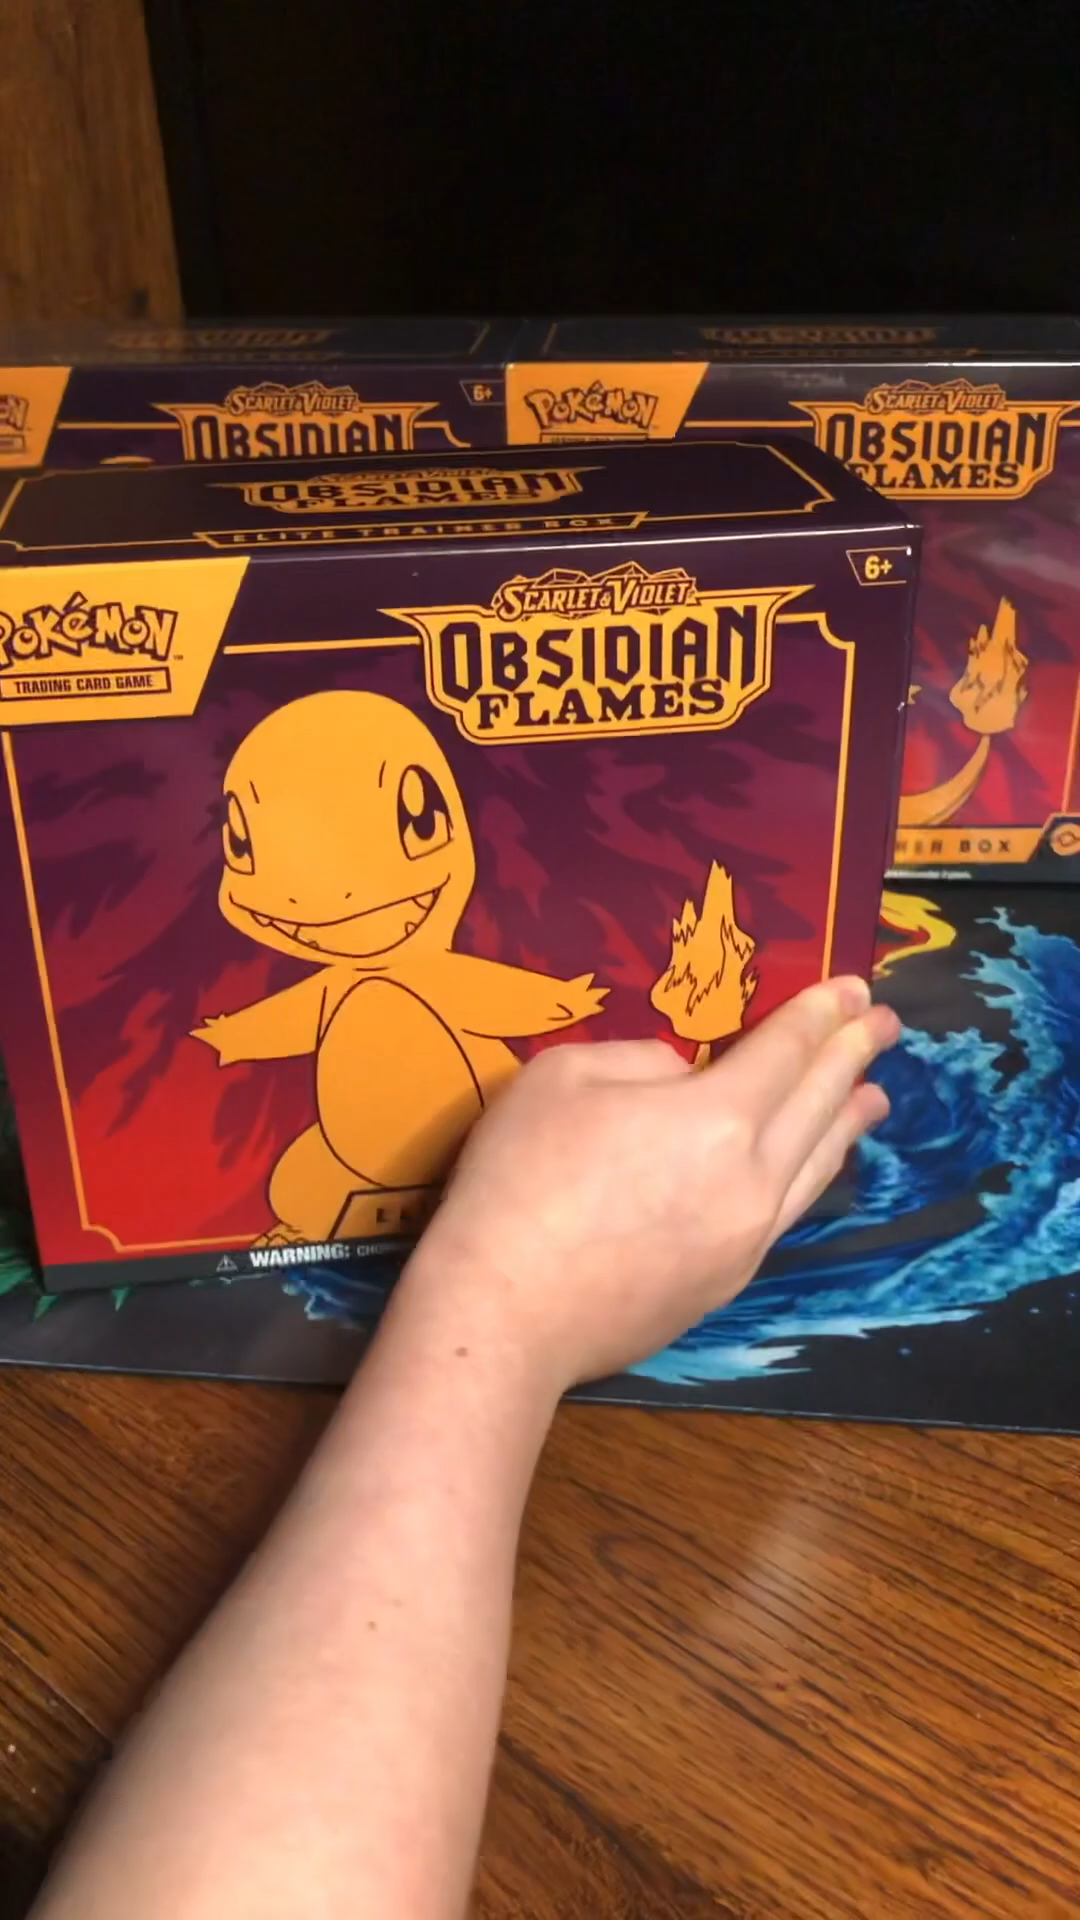 SCARLET & VIOLET
OBSIDIAN
6+
POKÉMON
SCARLET & VIOLET
OBSIDIAN
FLAMES
OBSIDIAN
FLAMES
ELITE TRAINER BOX
POKÉMON
TRADING CARD GAME
SCARLET & VIOLET
OBSIDIAN
FLAMES
6+
BOX
WARNING: